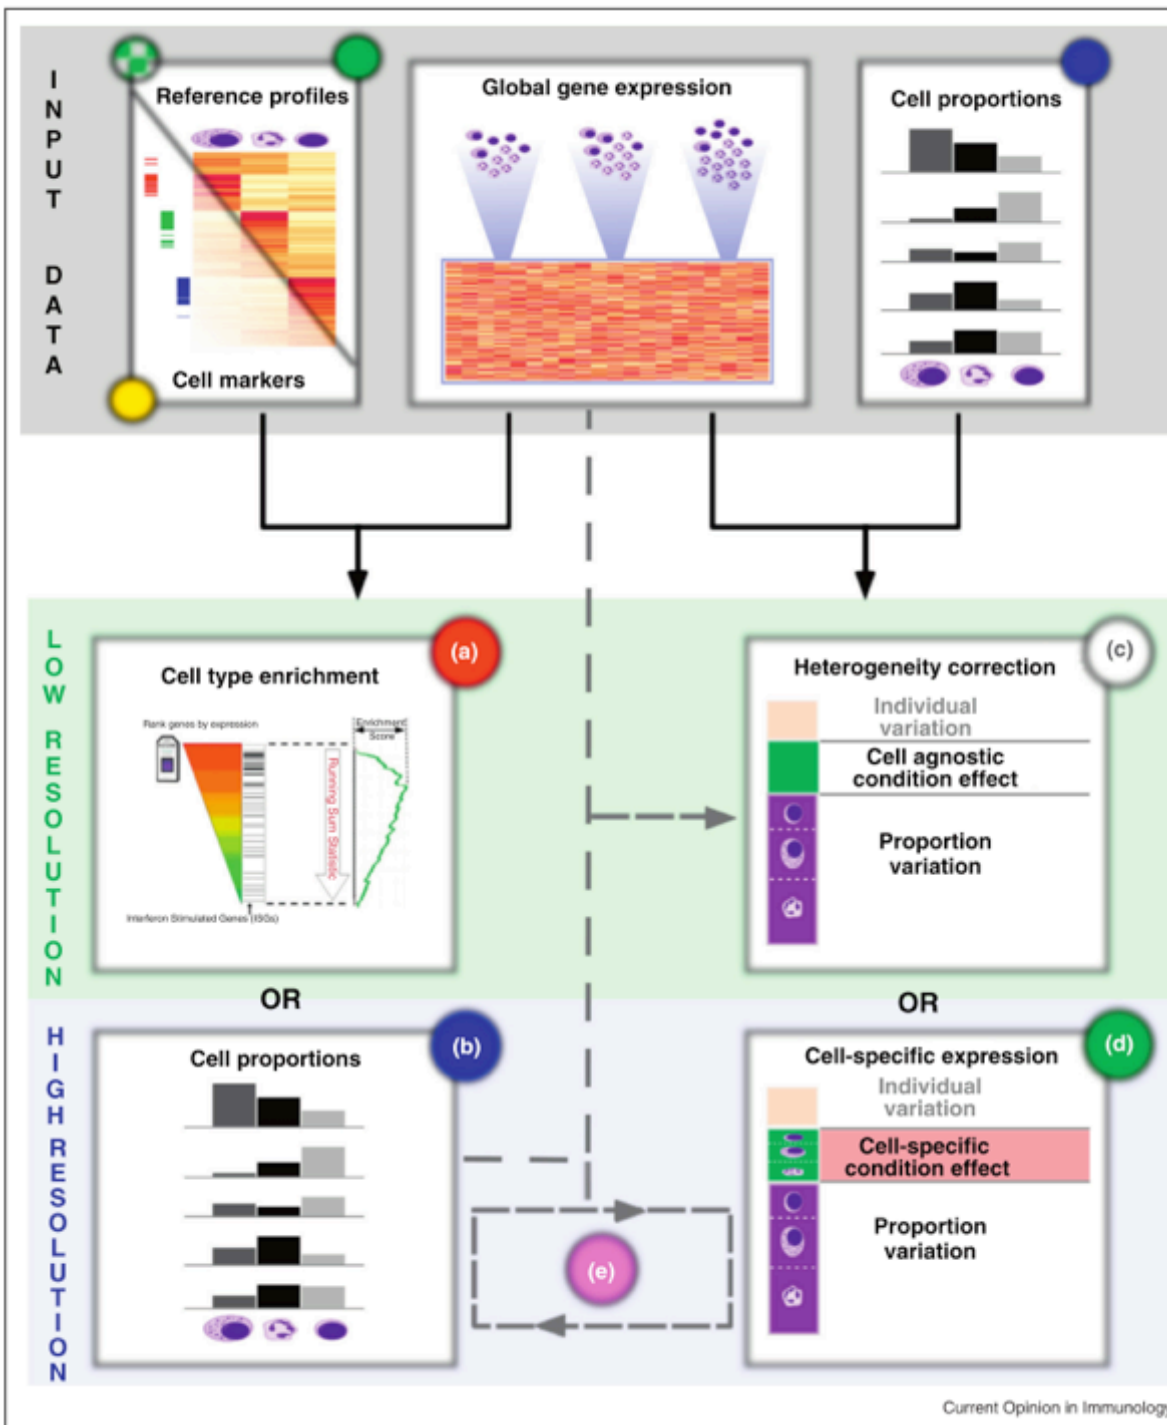 INPUT DATA
Reference profiles
Cell markers
Global gene expression
Cell proportions
LOW RESOLUTION
(a)
Cell type enrichment
Rank genes by expression
Enrichment
Score
Running Sum Statistic
Interferon Stimulated Genes (ISGs)
(c)
Heterogeneity correction
Individual
variation
Cell agnostic
condition effect
Proportion
variation
OR
OR
HIGH RESOLUTION
(b)
Cell proportions
(d)
Cell-specific expression
Individual
variation
Cell-specific
condition effect
Proportion
variation
(e)
Current Opinion in Immunology